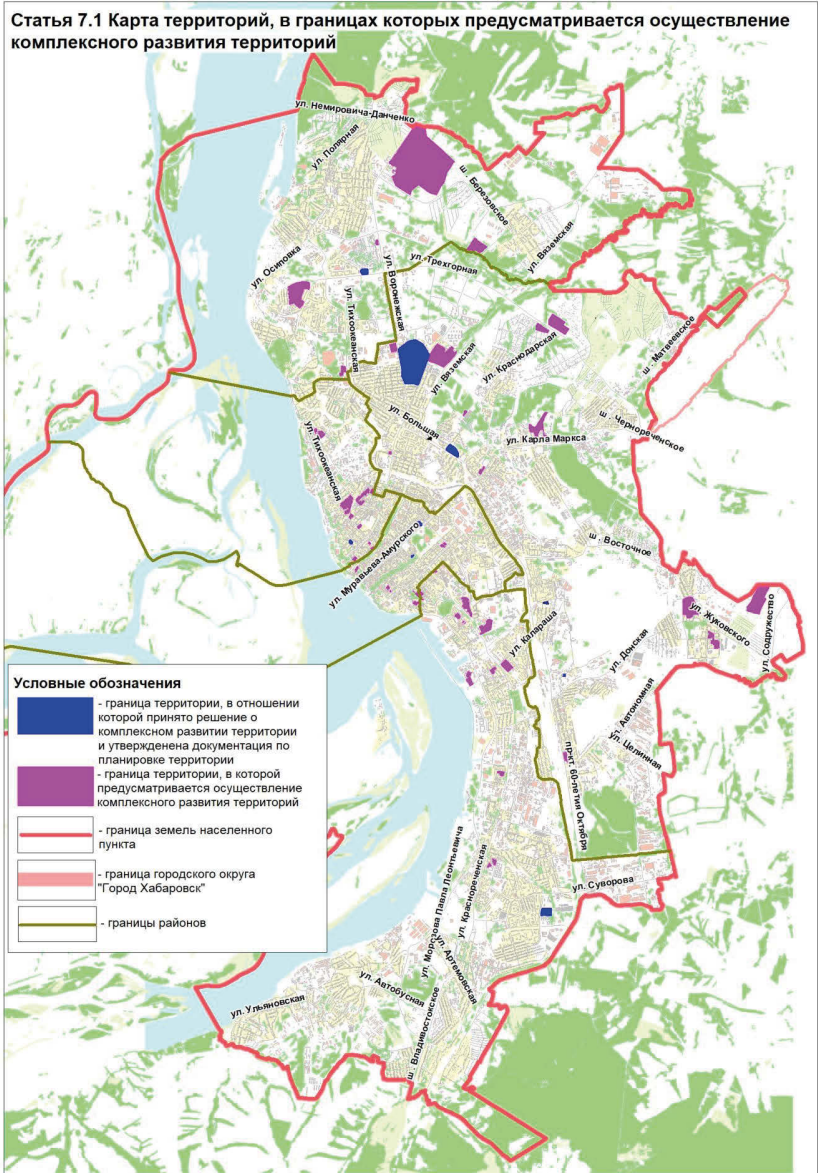 Статья 7.1 Карта территорий, в границах которых предусматривается осуществление
комплексного развития территорий
ул. Немировича-Данченко
ул. Полярная
ш. Березовское
ул. Вяземская
ул. Трехгорная
ул. Осиповка
ул. Воронежская
ул. Тихоокеанская
ш. Матвеевское
ул. Краснодарская
ул. Вяземская
ул. Большая
ш. Чернореченское
ул. Карла Маркса
ул. Тихоокеанская
ш. Восточное
ул. Муравьева-Амурского
ул. Жуковского
ул. Содружество
ул. Калараша
ул. Донская
ул. Автономная
ул. Целинная
пр-кт. 60-летия Октября
Условные обозначения
- граница территории, в отношении
которой принято решение о
комплексном развитии территории
и утвержденена документация по
планировке территории
- граница территории, в которой
предусматривается осуществление
комплексного развития территорий
- граница земель населенного
пункта
- граница городского округа
"Город Хабаровск"
- границы районов
ул. Морозова Павла Леонтьевича
ул. Краснореченская
ул. Суворова
ул. Артемовская
ул. Автобусная
ул. Ульяновская
ш. Владивостокское